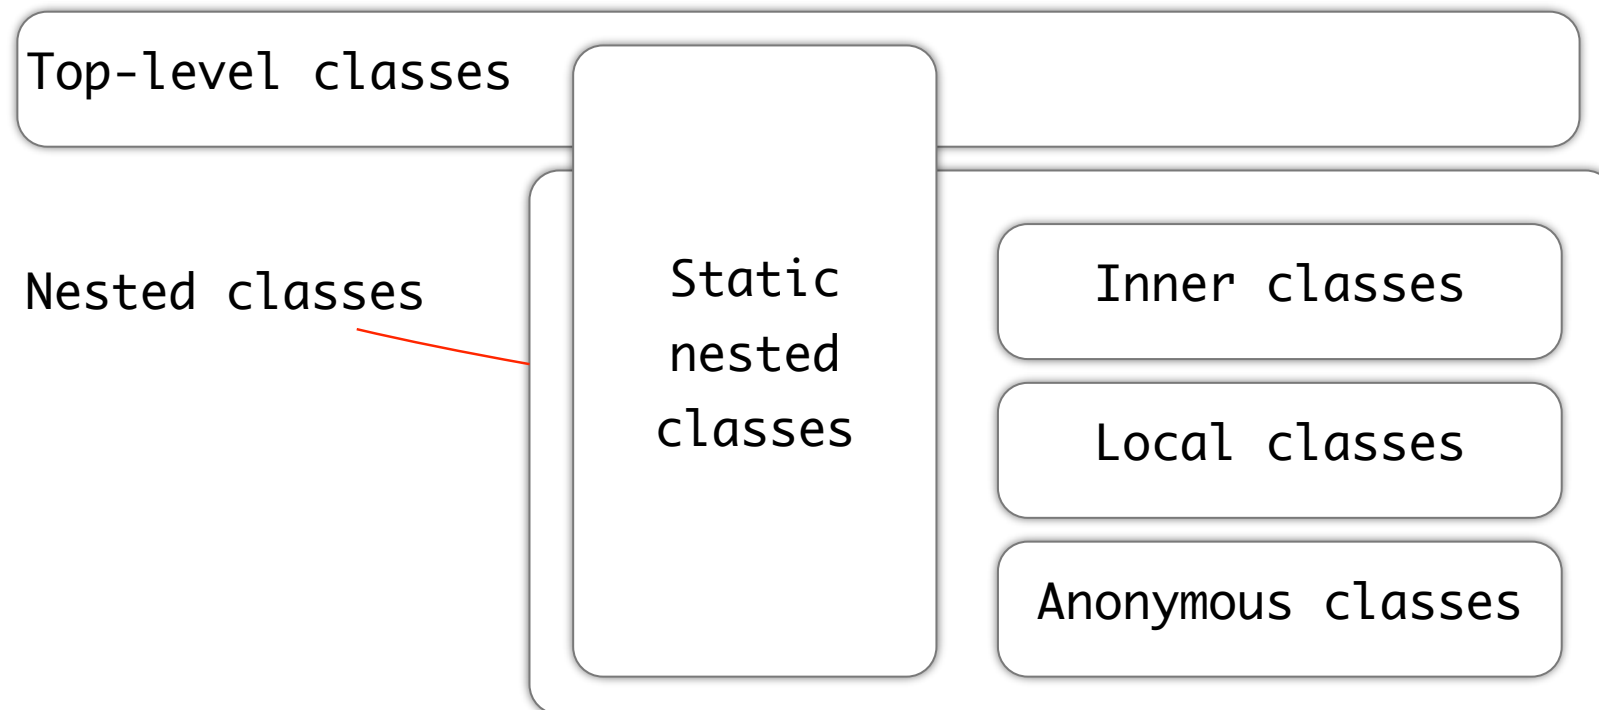 Top-level classes
Nested classes
Static
nested
classes
Inner classes
Local classes
Anonymous classes